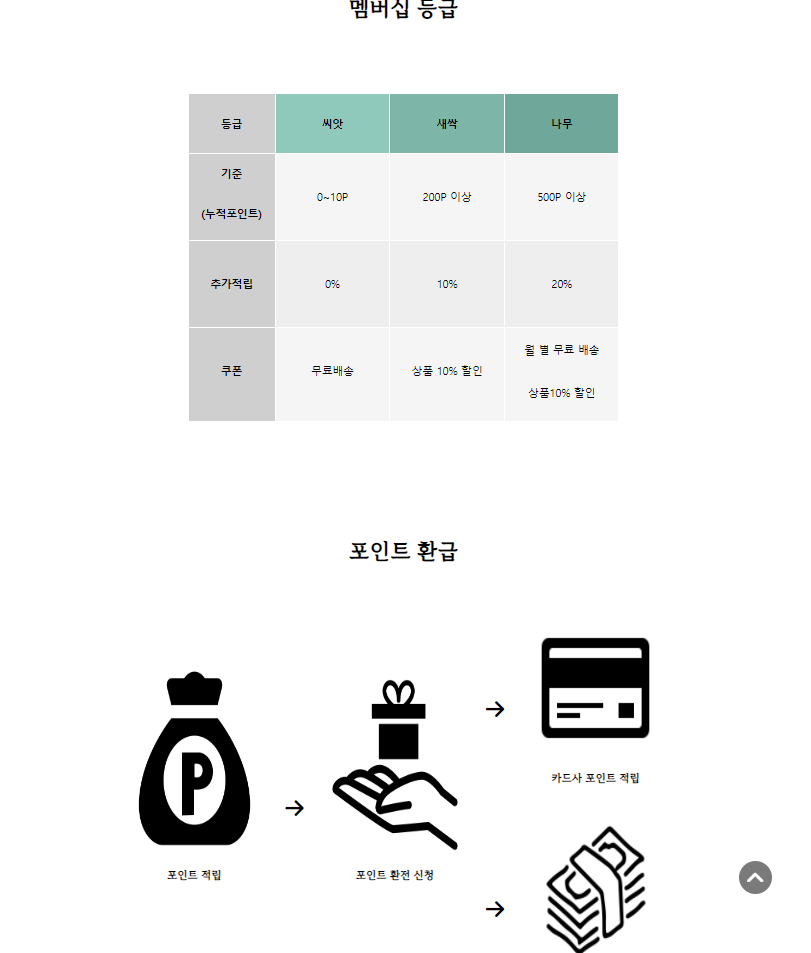 멤버십 등급
등급 씨앗 새싹 나무
기준
(누적포인트) 0~10P 200P 이상 500P 이상
추가적립 0% 10% 20%
쿠폰 무료배송 상품 10% 할인 월 별 무료 배송
상품10% 할인
포인트 환급
P
카드사 포인트 적립
포인트 적립 포인트 환전 신청